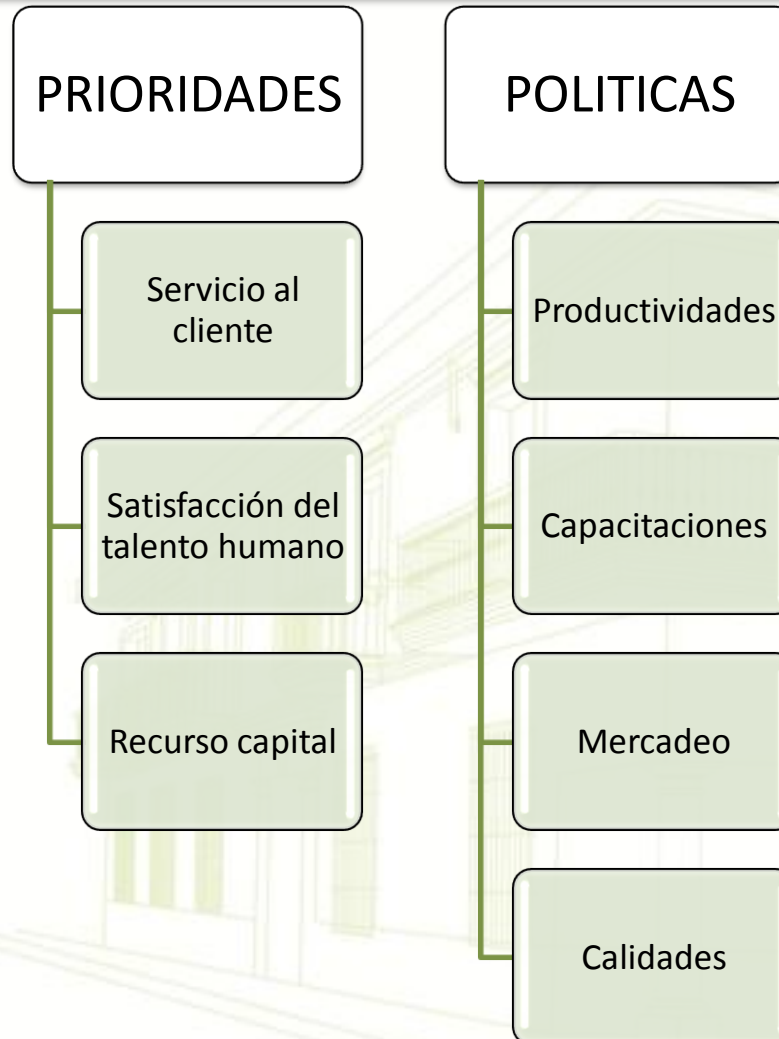 PRIORIDADES
Servicio al
cliente
Satisfacción del
talento humano
Recurso capital
POLITICAS
Productividades
Capacitaciones
Mercadeo
Calidades